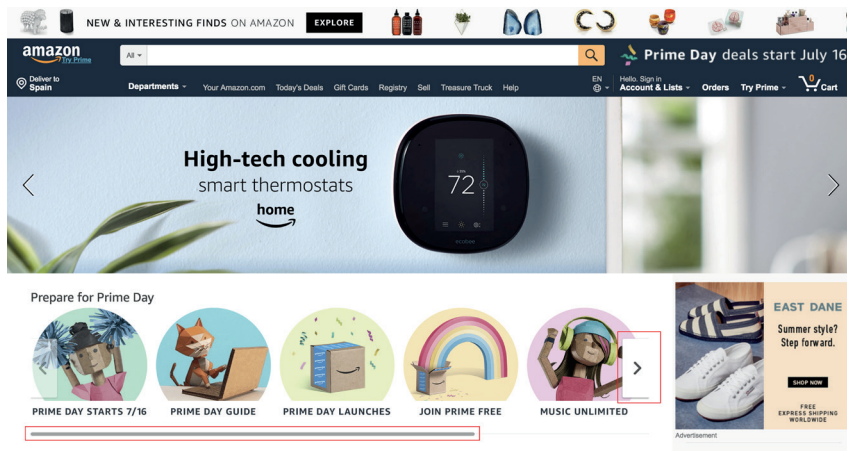 NEW & INTERESTING FINDS ON AMAZON EXPLORE
amazon
Try Prime
All
Prime Day deals start July 16
Deliver to
Spain
Departments Your Amazon.com Today's Deals Gift Cards Registry Sell Treasure Truck Help
EN
Hello. Sign in
Account & Lists Orders Try Prime 0 Cart
High-tech cooling
smart thermostats
home
72
ecobee
Prepare for Prime Day
PRIME DAY STARTS 7/16 PRIME DAY GUIDE PRIME DAY LAUNCHES JOIN PRIME FREE MUSIC UNLIMITED
EAST DANE
Summer style?
Step forward.
SHOP NOW
FREE
EXPRESS SHIPPING
WORLDWIDE
Advertisement